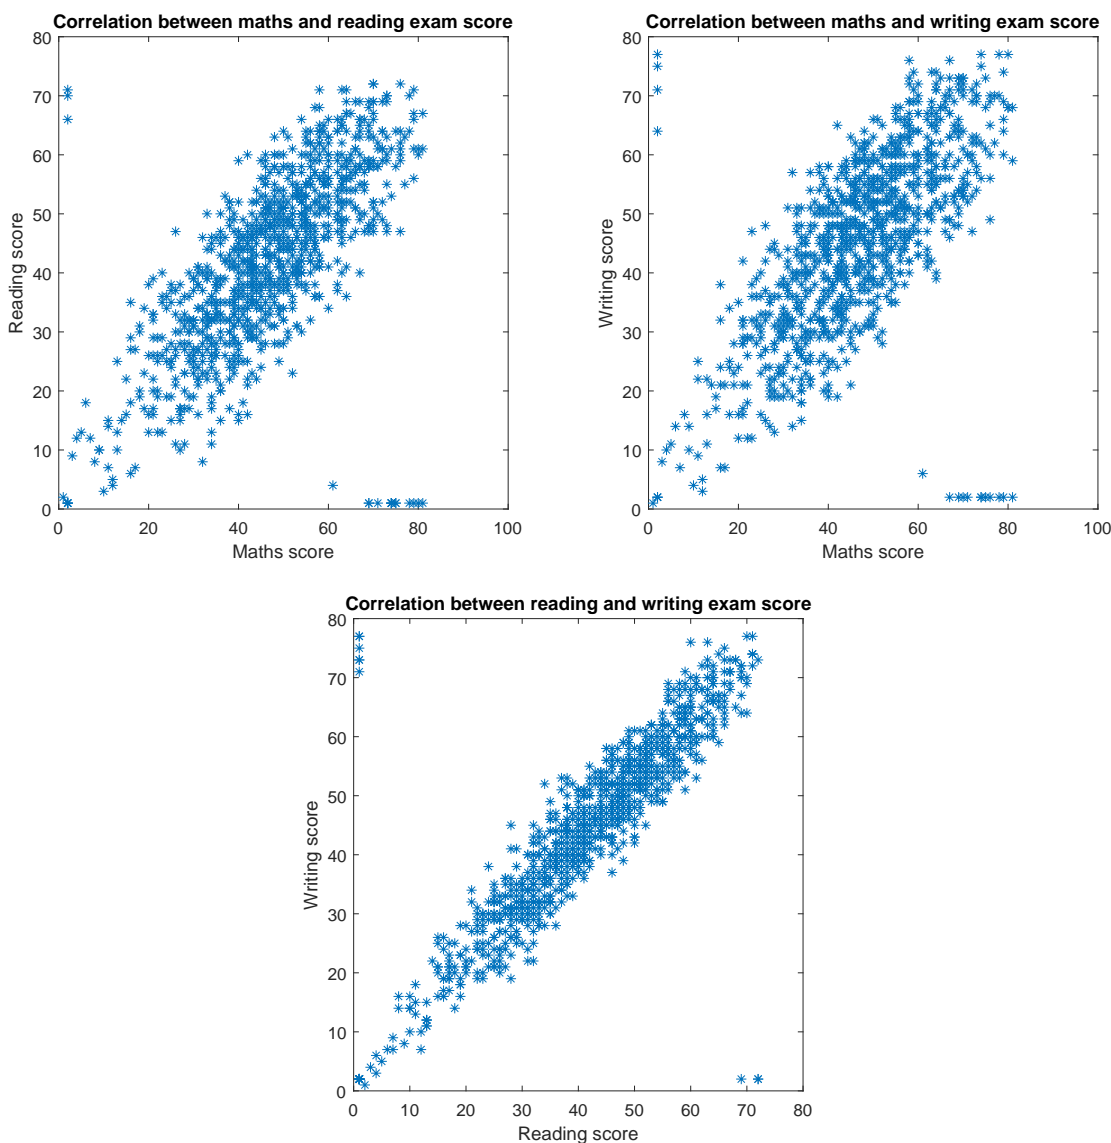 Correlation between maths and reading exam score
80
70
60
50
40
30
20
10
0
0 20 40 60 80 100
Reading score
Maths score
Correlation between maths and writing exam score
80
70
60
50
40
30
20
10
0
0 20 40 60 80 100
Writing score
Maths score
Correlation between reading and writing exam score
80
70
60
50
40
30
20
10
0
0 10 20 30 40 50 60 70 80
Writing score
Reading score